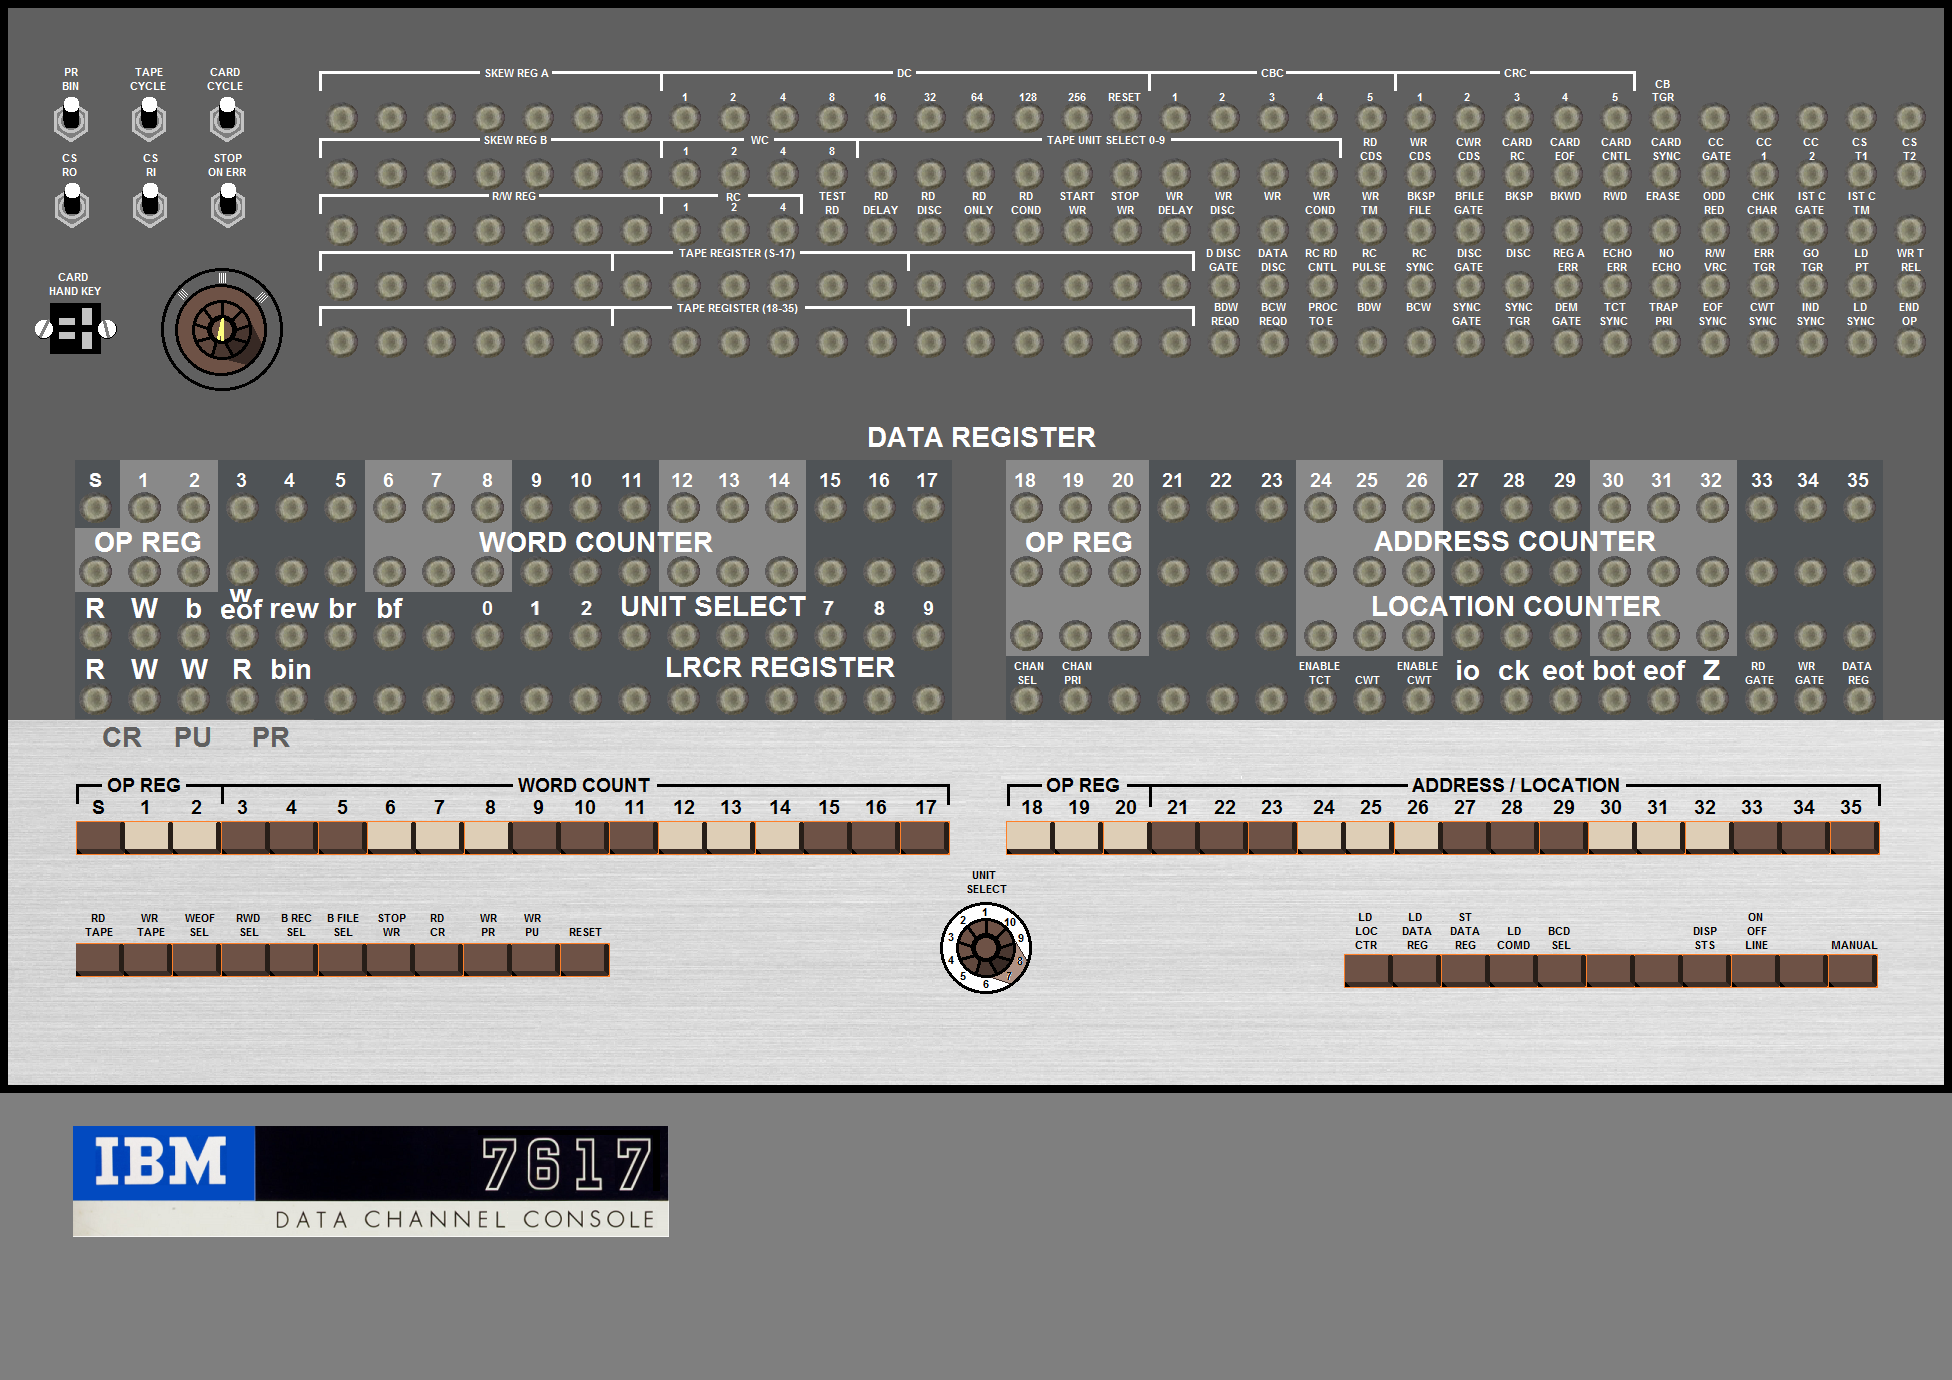 PR BIN TAPE CYCLE CARD CYCLE
CS RO CS RI STOP ON ERR
CARD HAND KEY
SKEW REG A DC CBC CRC CB TGR
1 2 4 8 16 32 64 128 256 RESET 1 2 3 4 5 1 2 3 4 5
SKEW REG B WC TAPE UNIT SELECT 0-9
1 2 4 8
RD CDS WR CDS CWR CDS CARD RC CARD EOF CARD CNTL CARD SYNC CC GATE CC 1 CC 2 CS T1 CS T2
R/W REG RC
1 2 4
TEST RD RD DELAY RD DISC RD ONLY RD COND START WR STOP WR WR DELAY WR DISC WR WR COND WR TM BKSP FILE BFILE GATE BKSP BKWD RWD ERASE ODD RED CHK CHAR IST C GATE IST C TM
TAPE REGISTER (S-17)
D DISC GATE DATA DISC RC RD CNTL RC PULSE RC SYNC DISC GATE DISC REG A ERR ECHO ERR NO ECHO R/W VRC ERR TGR GO TGR LD PT WR T REL
TAPE REGISTER (18-35)
BDW REQD BCW REQD PROC TO E BDW BCW SYNC GATE SYNC TGR DEM GATE TCT SYNC TRAP PRI EOF SYNC CWT SYNC IND SYNC LD SYNC END OP
DATA REGISTER
S 1 2 3 4 5 6 7 8 9 10 11 12 13 14 15 16 17 18 19 20 21 22 23 24 25 26 27 28 29 30 31 32 33 34 35
OP REG WORD COUNTER OP REG ADDRESS COUNTER
R W b w eof rew br bf 0 1 2 UNIT SELECT 7 8 9 LOCATION COUNTER
R W W R bin LRCR REGISTER CHAN SEL CHAN PRI ENABLE TCT CWT ENABLE CWT io ck eot bot eof Z RD GATE WR GATE DATA REG
CR PU PR
OP REG WORD COUNT OP REG ADDRESS / LOCATION
S 1 2 3 4 5 6 7 8 9 10 11 12 13 14 15 16 17 18 19 20 21 22 23 24 25 26 27 28 29 30 31 32 33 34 35
UNIT SELECT
1 2 3 4 5 6 7 8 9 10
RD TAPE WR TAPE WEOF SEL RWD SEL B REC SEL B FILE SEL STOP WR RD CR WR PR WR PU RESET
LD LOC CTR LD DATA REG ST DATA REG LD COMD BCD SEL DISP STS ON OFF LINE MANUAL
IBM 7617
DATA CHANNEL CONSOLE